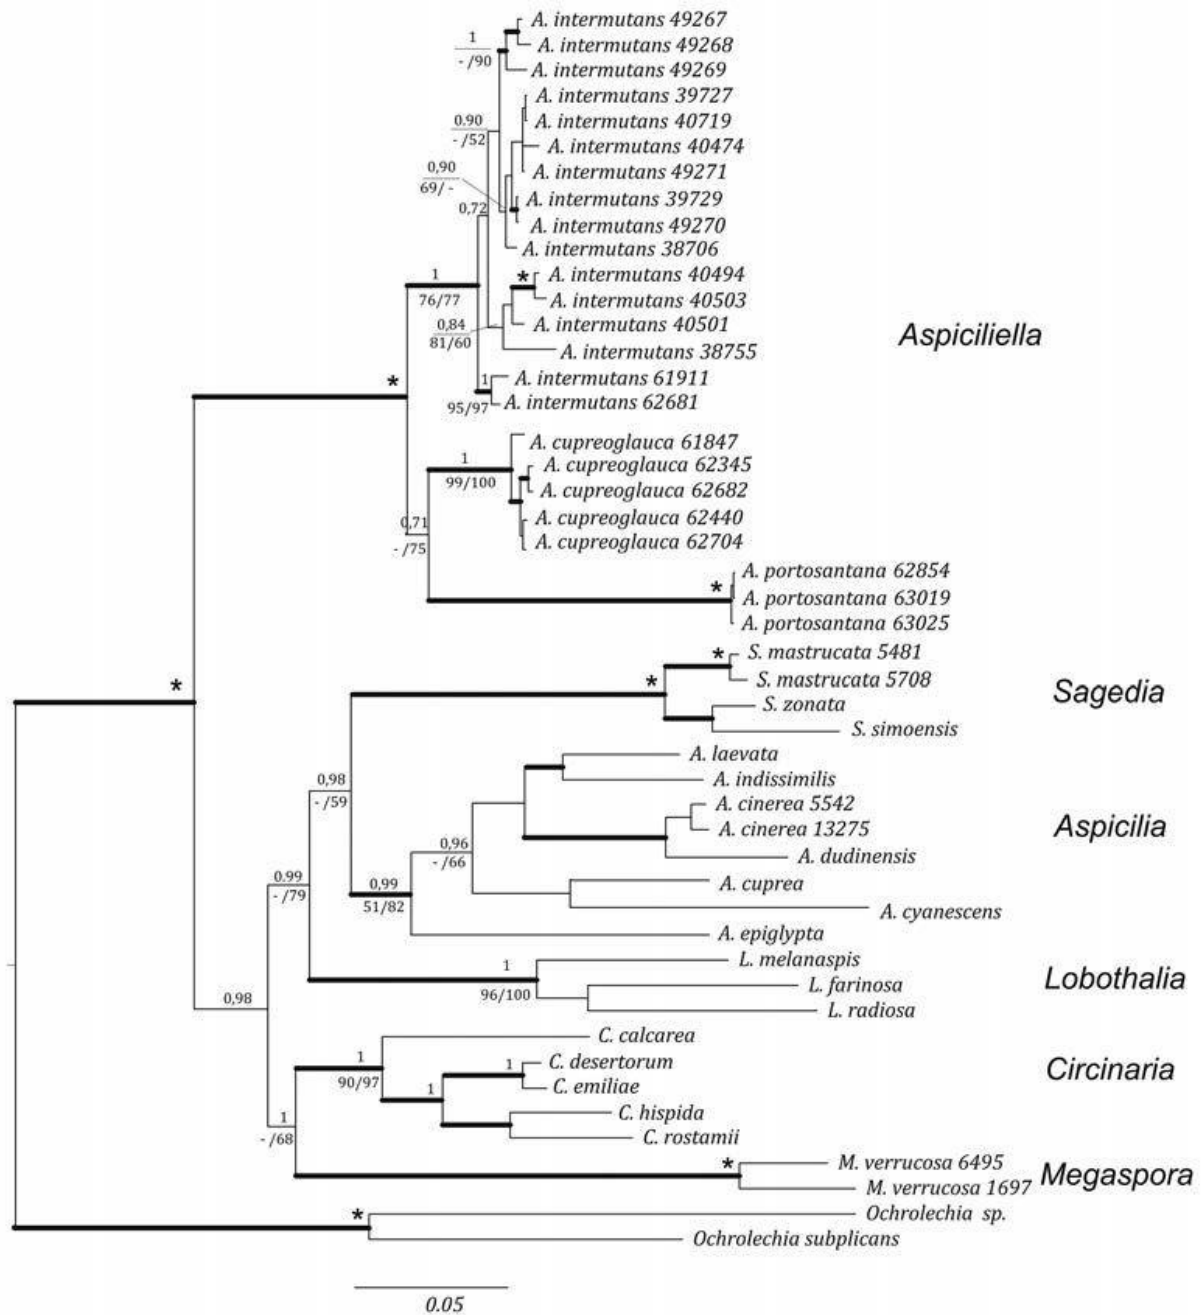 A. intermutans 49267
1
- /90
A. intermutans 49268
A. intermutans 49269
A. intermutans 39727
0.90
- /52
A. intermutans 40719
A. intermutans 40474
0,90
69/ -
A. intermutans 49271
A. intermutans 39729
0,72
A. intermutans 49270
A. intermutans 38706
*
A. intermutans 40494
1
76/77
A. intermutans 40503
0,84
81/60
A. intermutans 40501
Aspiciliella
A. intermutans 38755
*
1
95/97
A. intermutans 61911
A. intermutans 62681
A. cupreoglauca 61847
1
99/100
A. cupreoglauca 62345
A. cupreoglauca 62682
0,71
- /75
A. cupreoglauca 62440
A. cupreoglauca 62704
A. portosantana 62854
*
A. portosantana 63019
A. portosantana 63025
*
S. mastrucata 5481
*
*
S. mastrucata 5708
Sagedia
S. zonata
S. simoensis
A. laevata
0,98
- /59
A. indissimilis
A. cinerea 5542
A. cinerea 13275
Aspicilia
0,96
- /66
A. dudinensis
0.99
- /79
0,99
51/82
A. cuprea
A. cyanescens
A. epiglypta
1
96/100
L. melanaspis
Lobothalia
L. farinosa
0,98
L. radiosa
C. calcarea
1
90/97
1
C. desertorum
Circinaria
1
C. emiliae
1
- /68
C. hispida
C. rostamii
*
M. verrucosa 6495
Megaspora
M. verrucosa 1697
*
Ochrolechia sp.
Ochrolechia subplicans
0.05